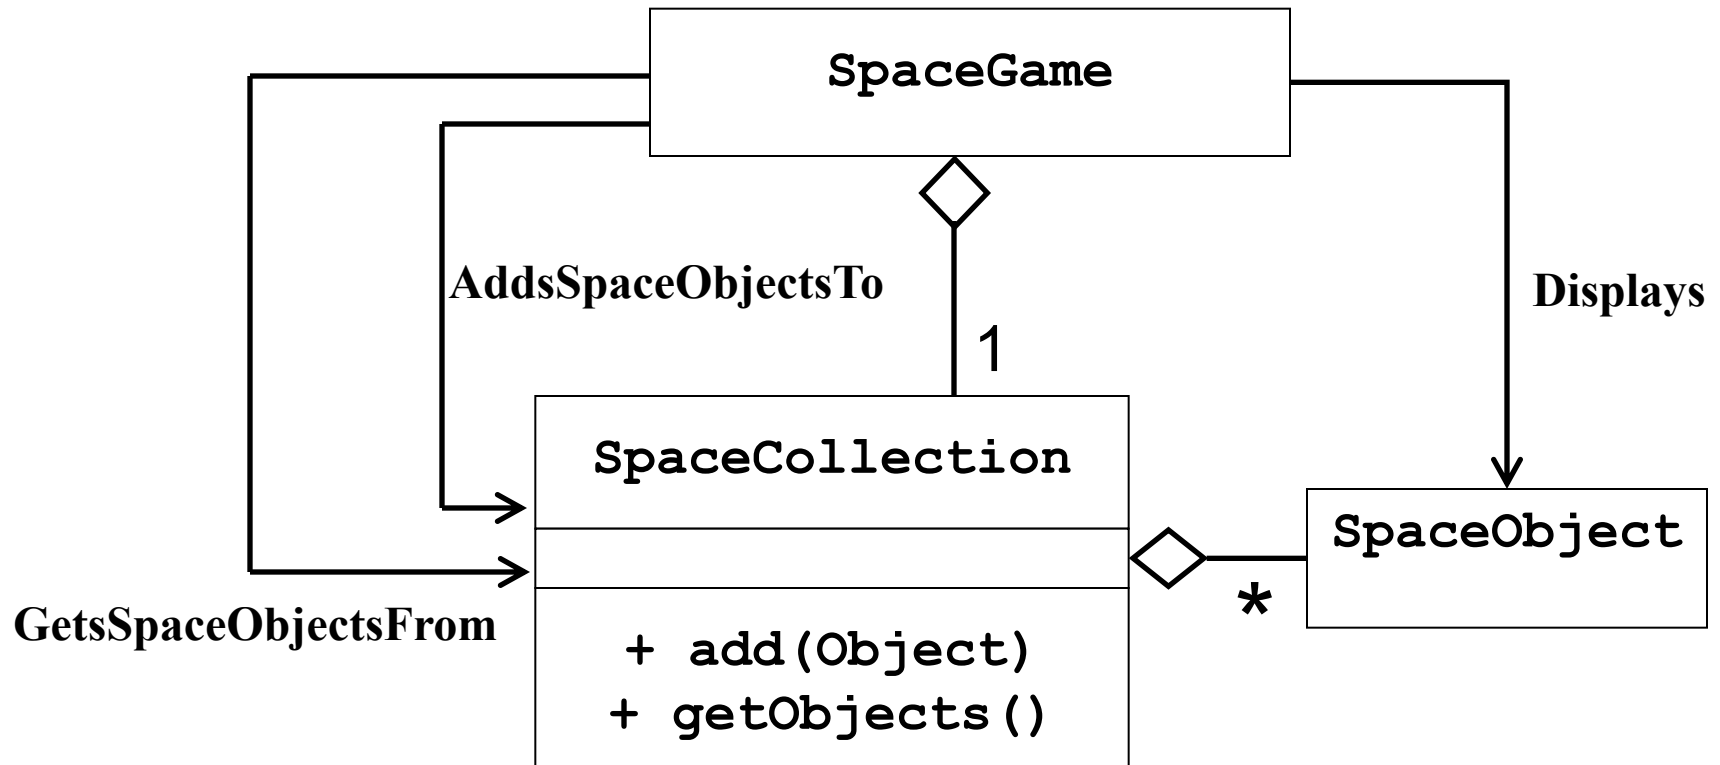 SpaceGame
AddsSpaceObjectsTo
Displays
1
SpaceCollection
SpaceObject
*
GetsSpaceObjectsFrom
+ add(Object)
+ getObjects()